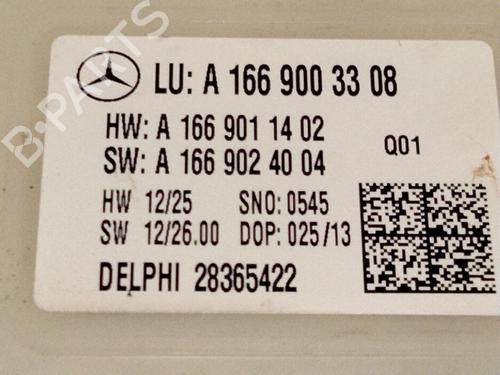 LU: A 166 900 33 08
HW: A 166 901 14 02
SW: A 166 902 40 04
Q01
HW 12/25 SNO: 0545
SW 12/26.00 DOP: 025/13
DELPHI 28365422
B-PARTS